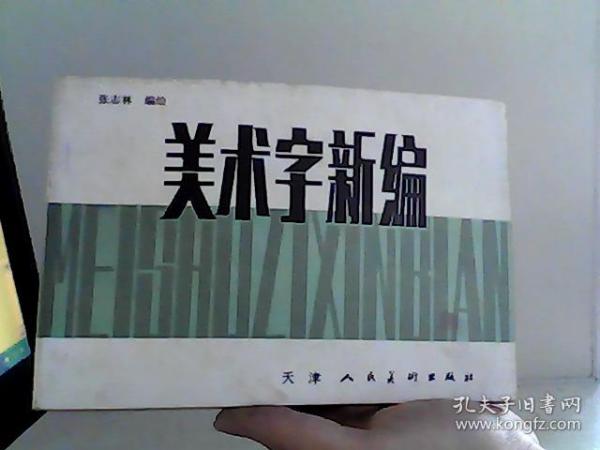 张志林 编绘
美术字新编
MEISHUZIXINBIAN
天津人民美术出版社
孔夫子旧書网
www.kongfz.com